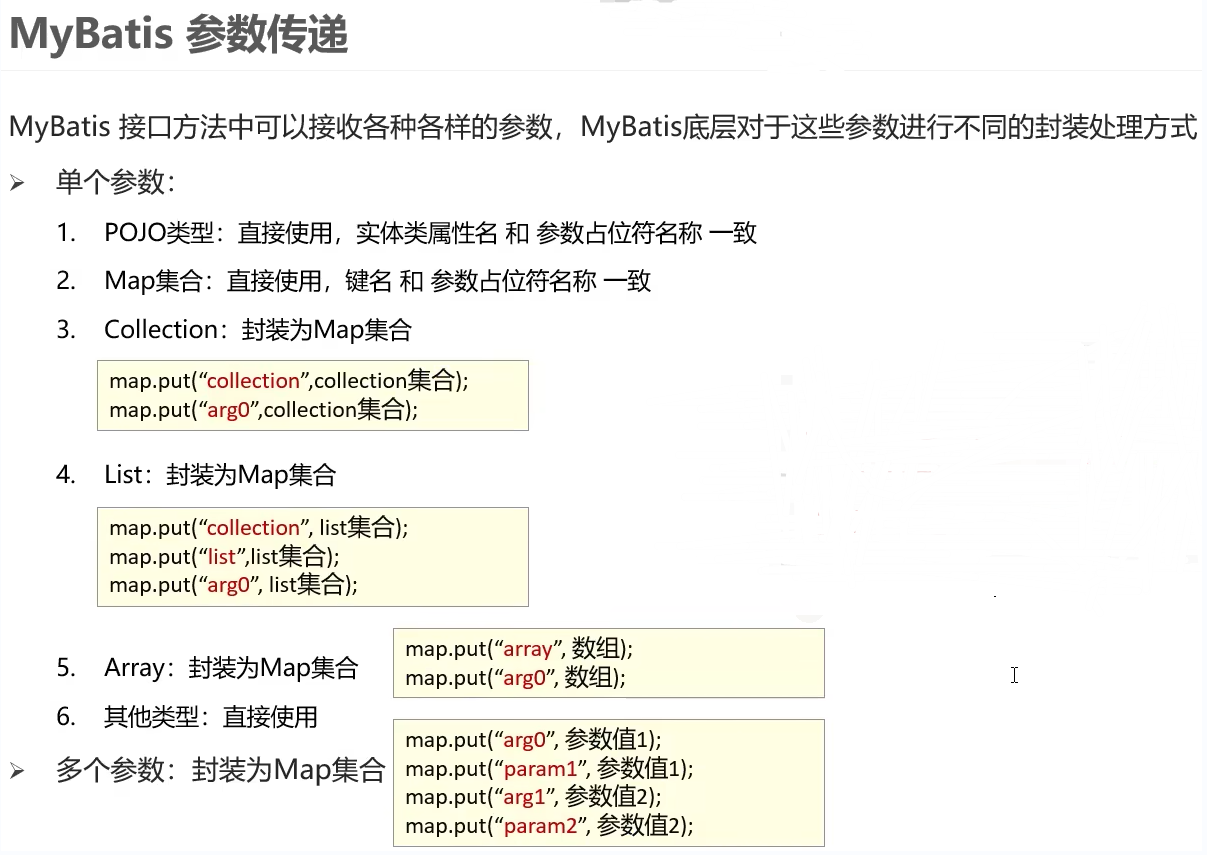 MyBatis 参数传递
MyBatis 接口方法中可以接收各种各样的参数，MyBatis底层对于这些参数进行不同的封装处理方式
➢ 单个参数：
1. POJO类型：直接使用，实体类属性名 和 参数占位符名称 一致
2. Map集合：直接使用，键名 和 参数占位符名称 一致
3. Collection：封装为Map集合
map.put(“collection”,collection集合);
map.put(“arg0”,collection集合);
4. List：封装为Map集合
map.put(“collection”, list集合);
map.put(“list”,list集合);
map.put(“arg0”, list集合);
5. Array：封装为Map集合
map.put(“array”, 数组);
map.put(“arg0”, 数组);
6. 其他类型：直接使用
➢ 多个参数：封装为Map集合
map.put(“arg0”, 参数值1);
map.put(“param1”, 参数值1);
map.put(“arg1”, 参数值2);
map.put(“param2”, 参数值2);